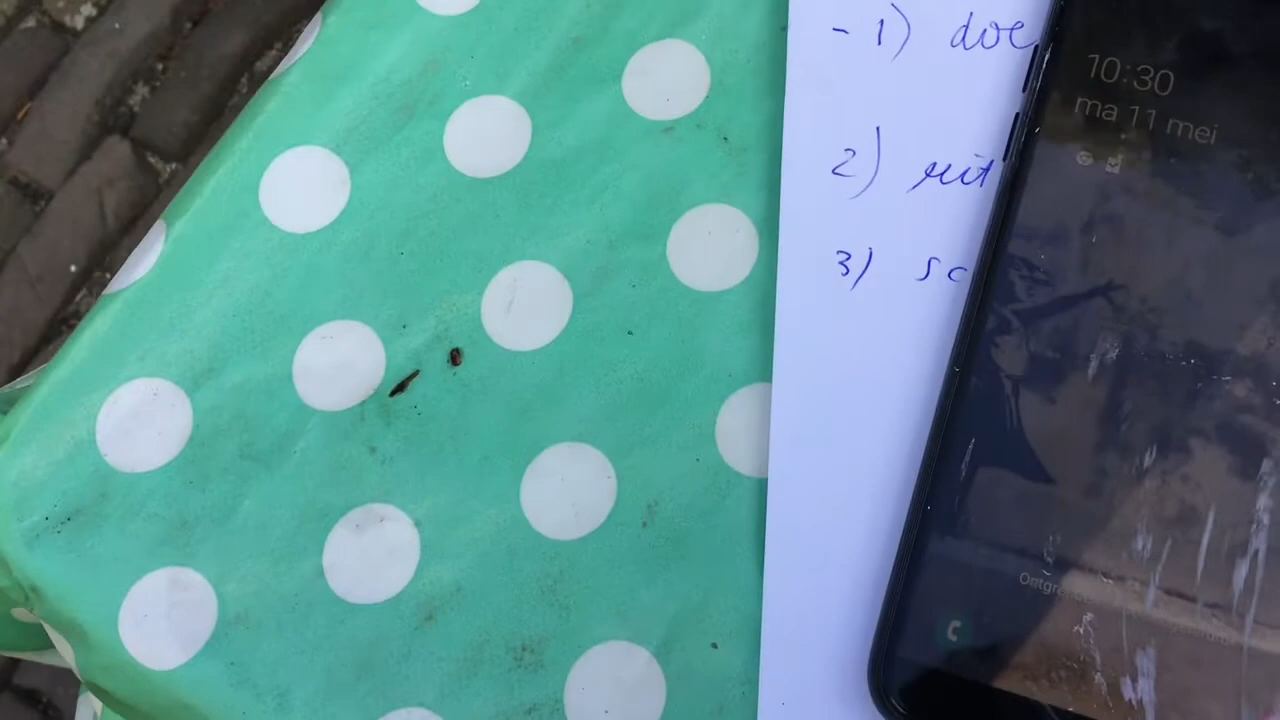 - 1) doe
2) uit
3) sc
10:30
ma 11 mei